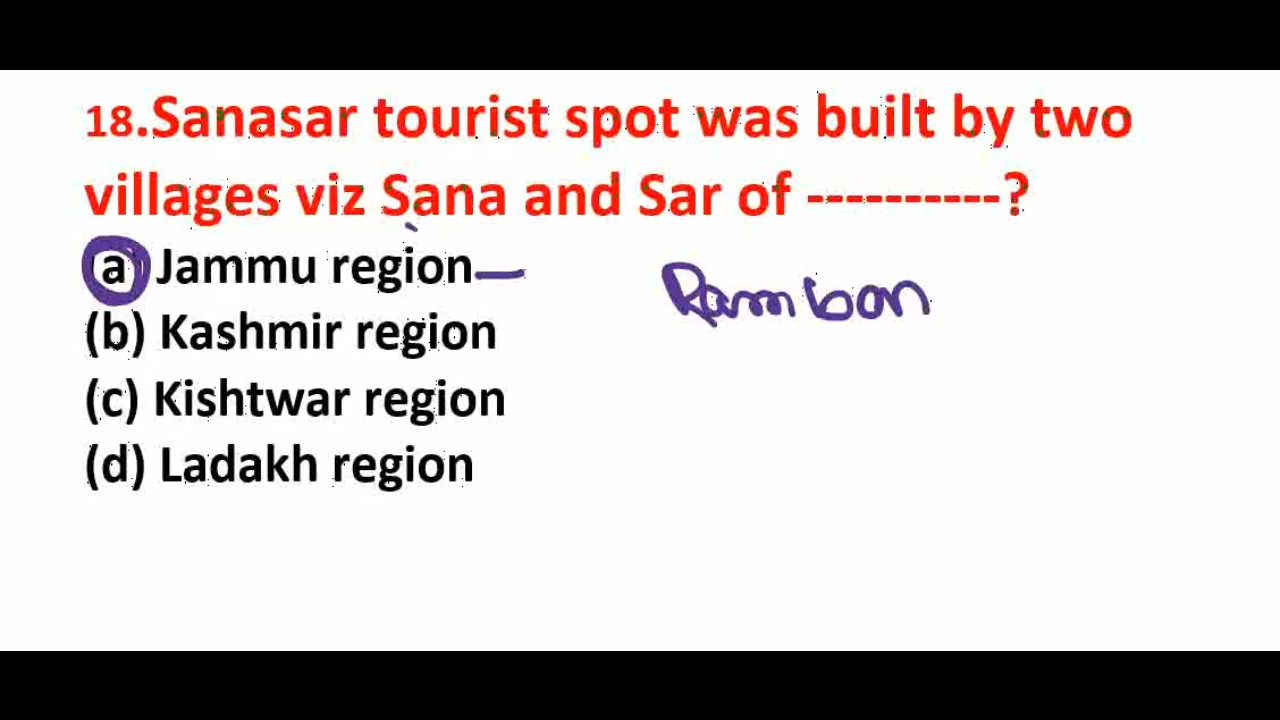 18.Sanasar tourist spot was built by two
villages viz Sana and Sar of ----------?
(a) Jammu region
Ramban
(b) Kashmir region
(c) Kishtwar region
(d) Ladakh region